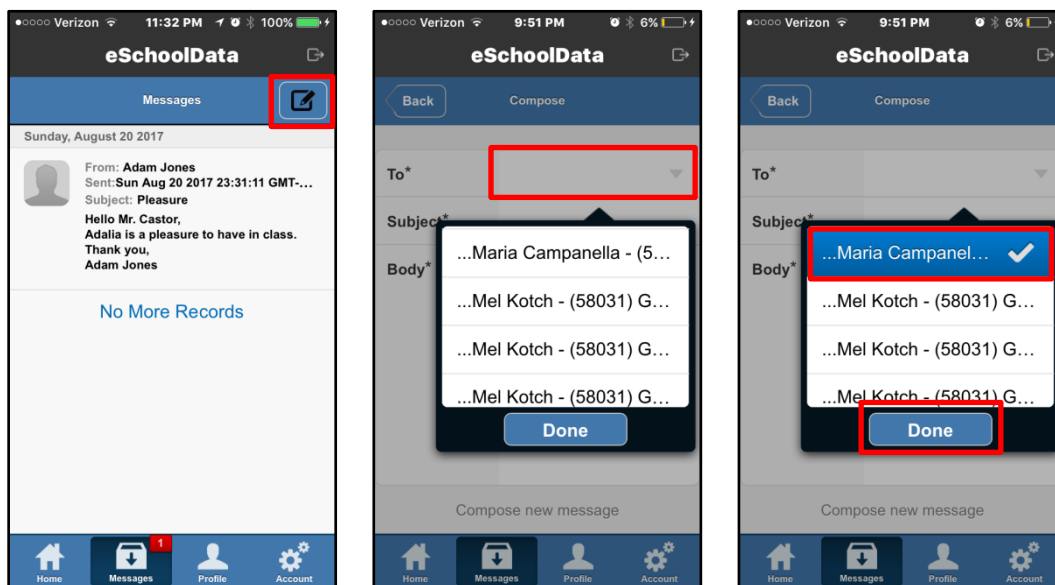 Verizon 11:32 PM 100%
eSchoolData
Messages
Sunday, August 20 2017
From: Adam Jones
Sent:Sun Aug 20 2017 23:31:11 GMT-...
Subject: Pleasure
Hello Mr. Castor,
Adalia is a pleasure to have in class.
Thank you,
Adam Jones
No More Records
1
Home Messages Profile Account
Verizon 9:51 PM 6%
eSchoolData
Back Compose
To*
Subject*
Body*
...Maria Campanella - (5...
...Mel Kotch - (58031) G...
...Mel Kotch - (58031) G...
...Mel Kotch - (58031) G...
Done
Compose new message
Home Messages Profile Account
Verizon 9:51 PM 6%
eSchoolData
Back Compose
To*
Subject*
Body*
...Maria Campanel...
...Mel Kotch - (58031) G...
...Mel Kotch - (58031) G...
...Mel Kotch - (58031) G...
Done
Compose new message
Home Messages Profile Account